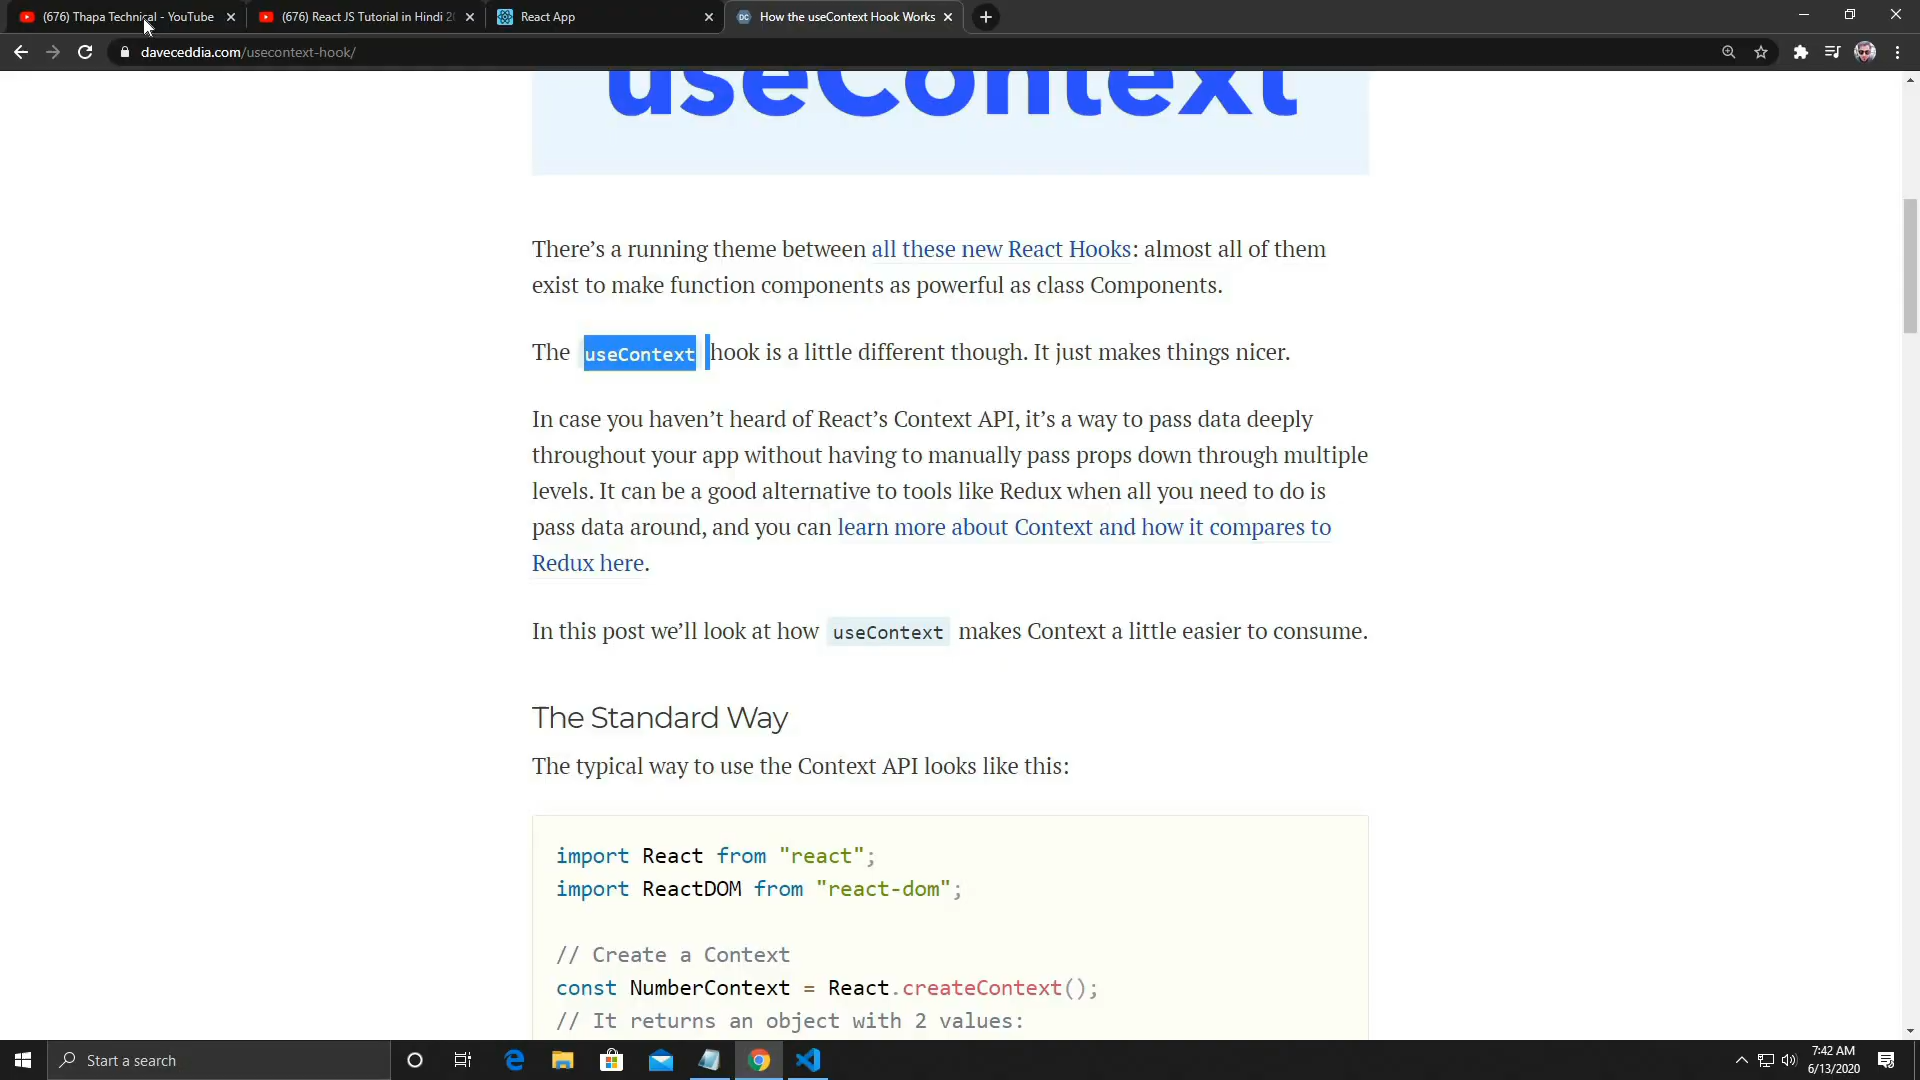 (676) Thapa Technical - YouTube
(676) React JS Tutorial in Hindi 2
React App
How the useContext Hook Works
daveceddia.com/usecontext-hook/
useContext
There’s a running theme between all these new React Hooks: almost all of them
exist to make function components as powerful as class Components.
The useContext hook is a little different though. It just makes things nicer.
In case you haven’t heard of React’s Context API, it’s a way to pass data deeply
throughout your app without having to manually pass props down through multiple
levels. It can be a good alternative to tools like Redux when all you need to do is
pass data around, and you can learn more about Context and how it compares to
Redux here.
In this post we’ll look at how useContext makes Context a little easier to consume.
The Standard Way
The typical way to use the Context API looks like this:
import React from "react";
import ReactDOM from "react-dom";
// Create a Context
const NumberContext = React.createContext();
// It returns an object with 2 values:
Start a search
7:42 AM
6/13/2020